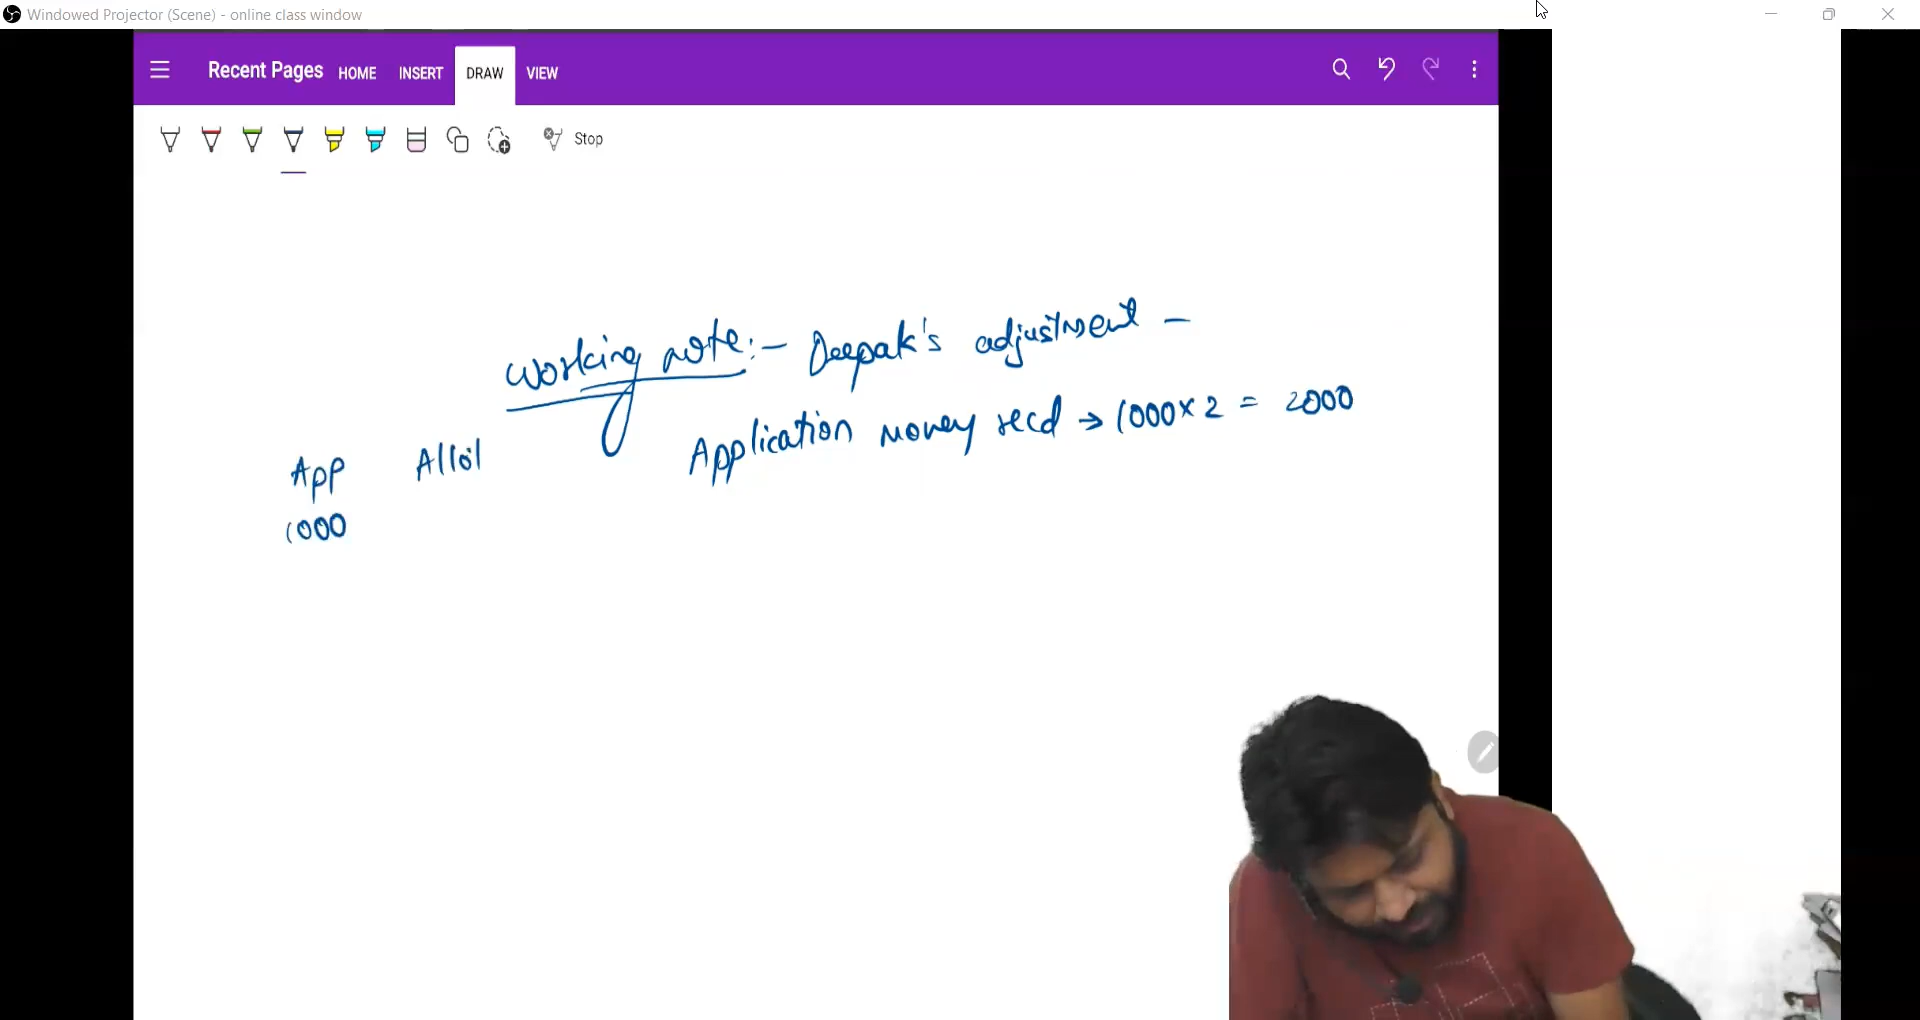 Windowed Projector (Scene) - online class window
Recent Pages HOME INSERT DRAW VIEW
Stop
Working note:- Deepak's adjustment -
Application money recd → 1000×2 = 2000
App Allot
1000